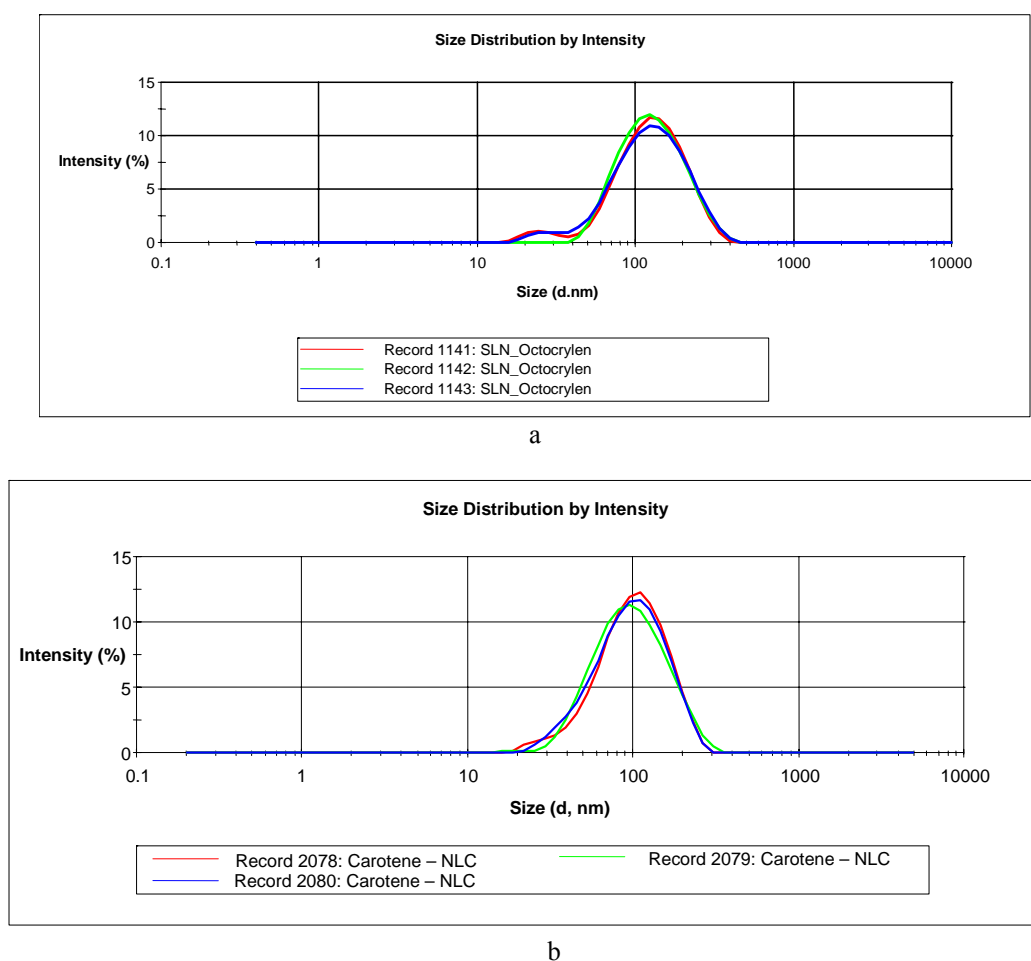 Size Distribution by Intensity
15
10
Intensity (%)
5
0
0.1 1 10 100 1000 10000
Size (d.nm)
Record 1141: SLN_Octocrylen
Record 1142: SLN_Octocrylen
Record 1143: SLN_Octocrylen
a
Size Distribution by Intensity
15
10
Intensity (%)
5
0
0.1 1 10 100 1000 10000
Size (d, nm)
Record 2078: Carotene – NLC Record 2079: Carotene – NLC
Record 2080: Carotene – NLC
b